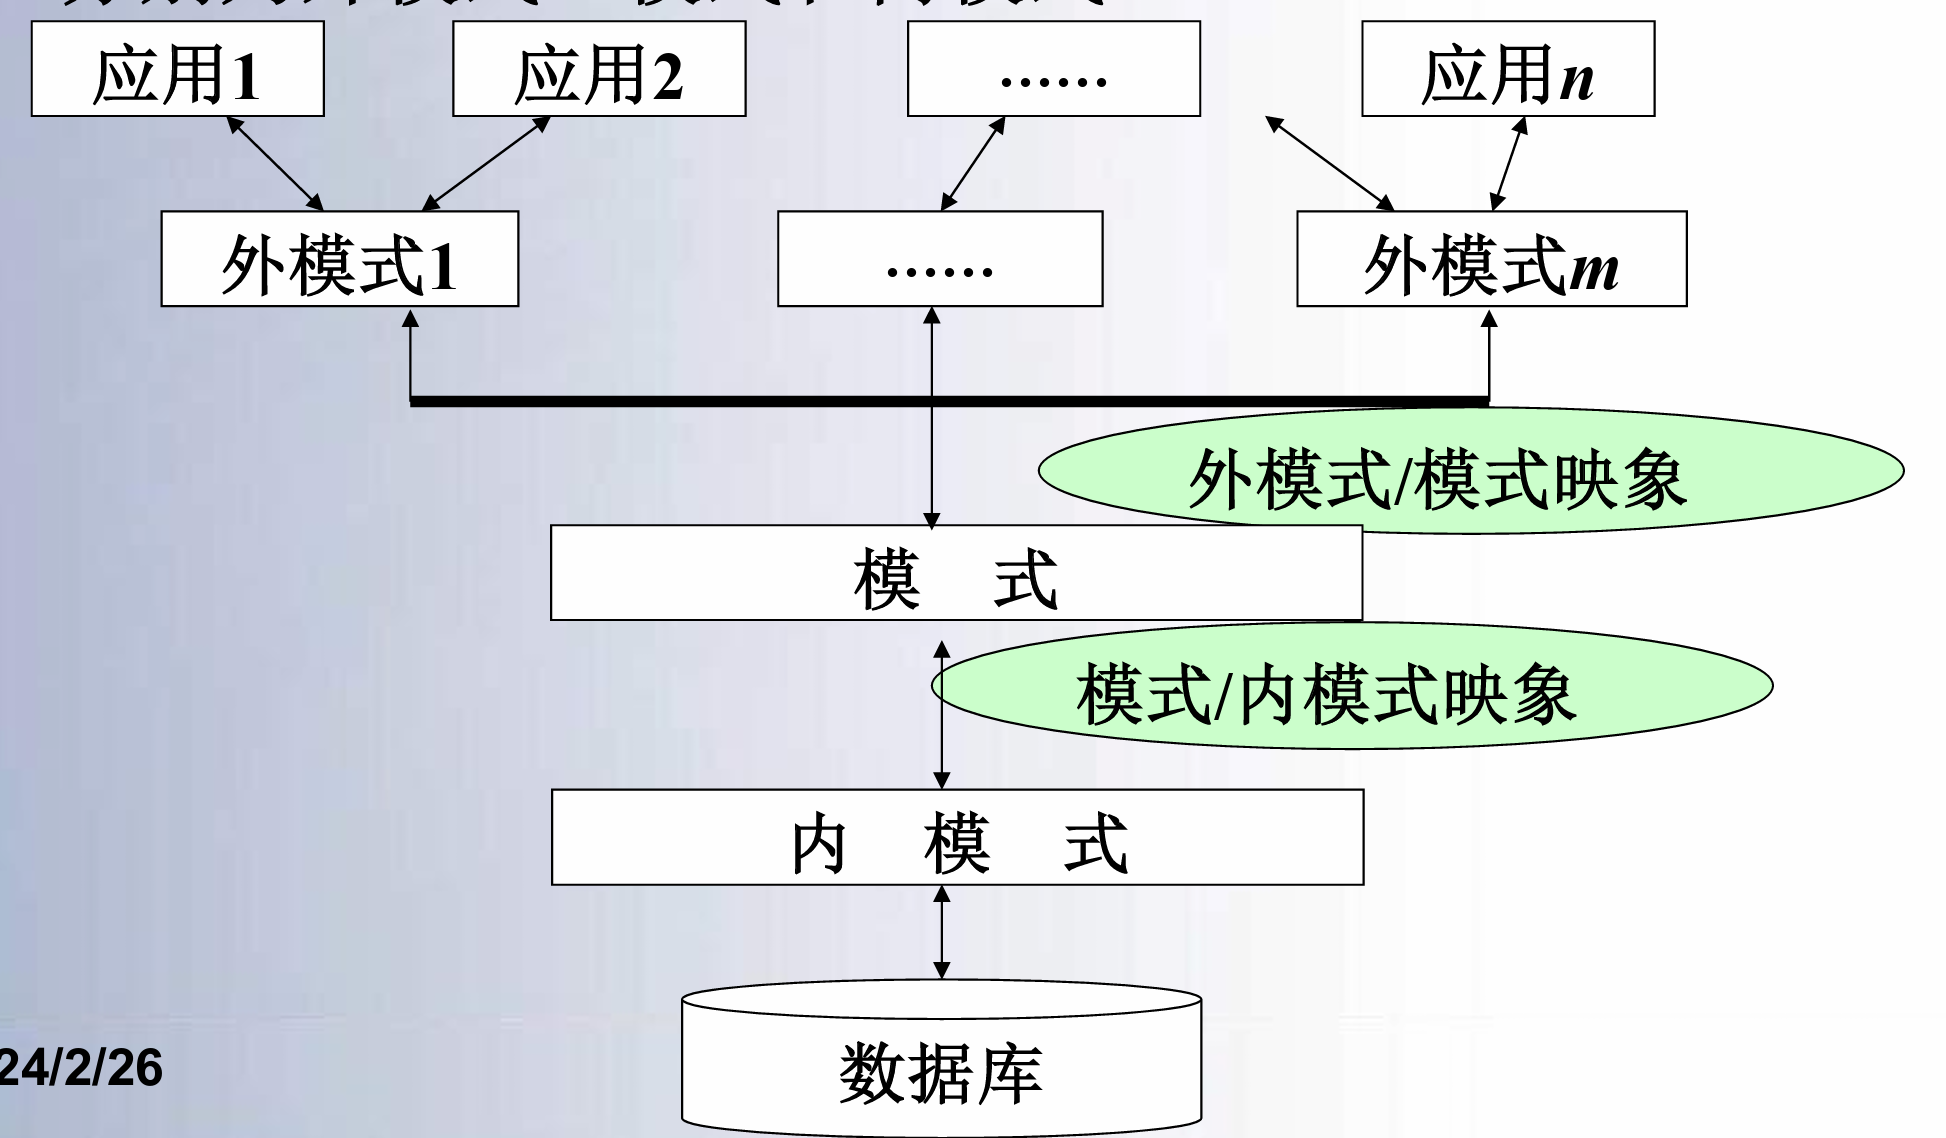 应用1
应用2
……
应用n
外模式1
……
外模式m
外模式/模式映象
模 式
模式/内模式映象
内 模 式
数据库
24/2/26